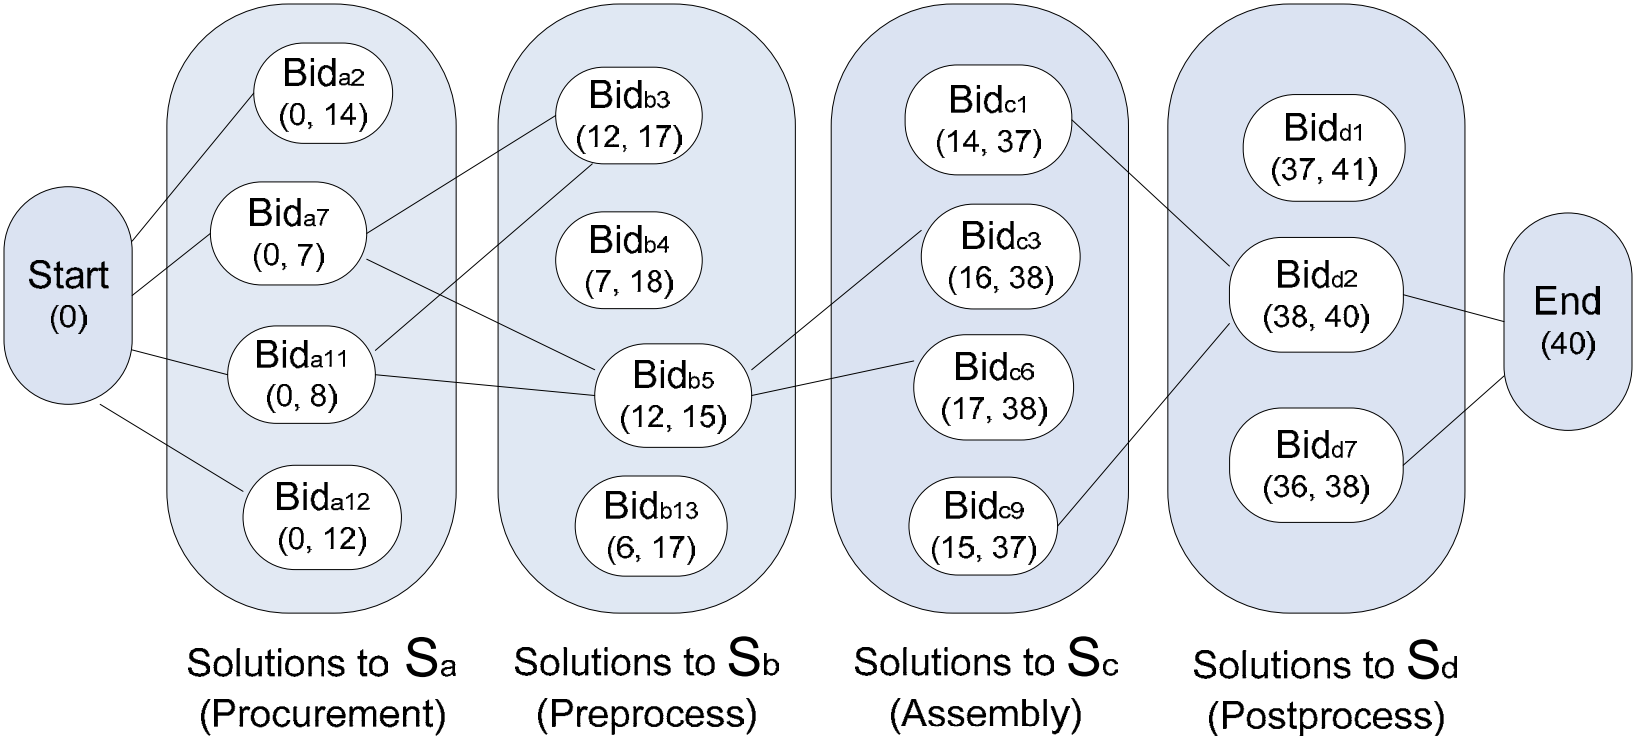 Start
(0)
Bida2
(0, 14)
Bida7
(0, 7)
Bida11
(0, 8)
Bida12
(0, 12)
Bidb3
(12, 17)
Bidb4
(7, 18)
Bidb5
(12, 15)
Bidb13
(6, 17)
Bidc1
(14, 37)
Bidc3
(16, 38)
Bidc6
(17, 38)
Bidc9
(15, 37)
Bidd1
(37, 41)
Bidd2
(38, 40)
Bidd7
(36, 38)
End
(40)
Solutions to Sa
(Procurement)
Solutions to Sb
(Preprocess)
Solutions to Sc
(Assembly)
Solutions to Sd
(Postprocess)